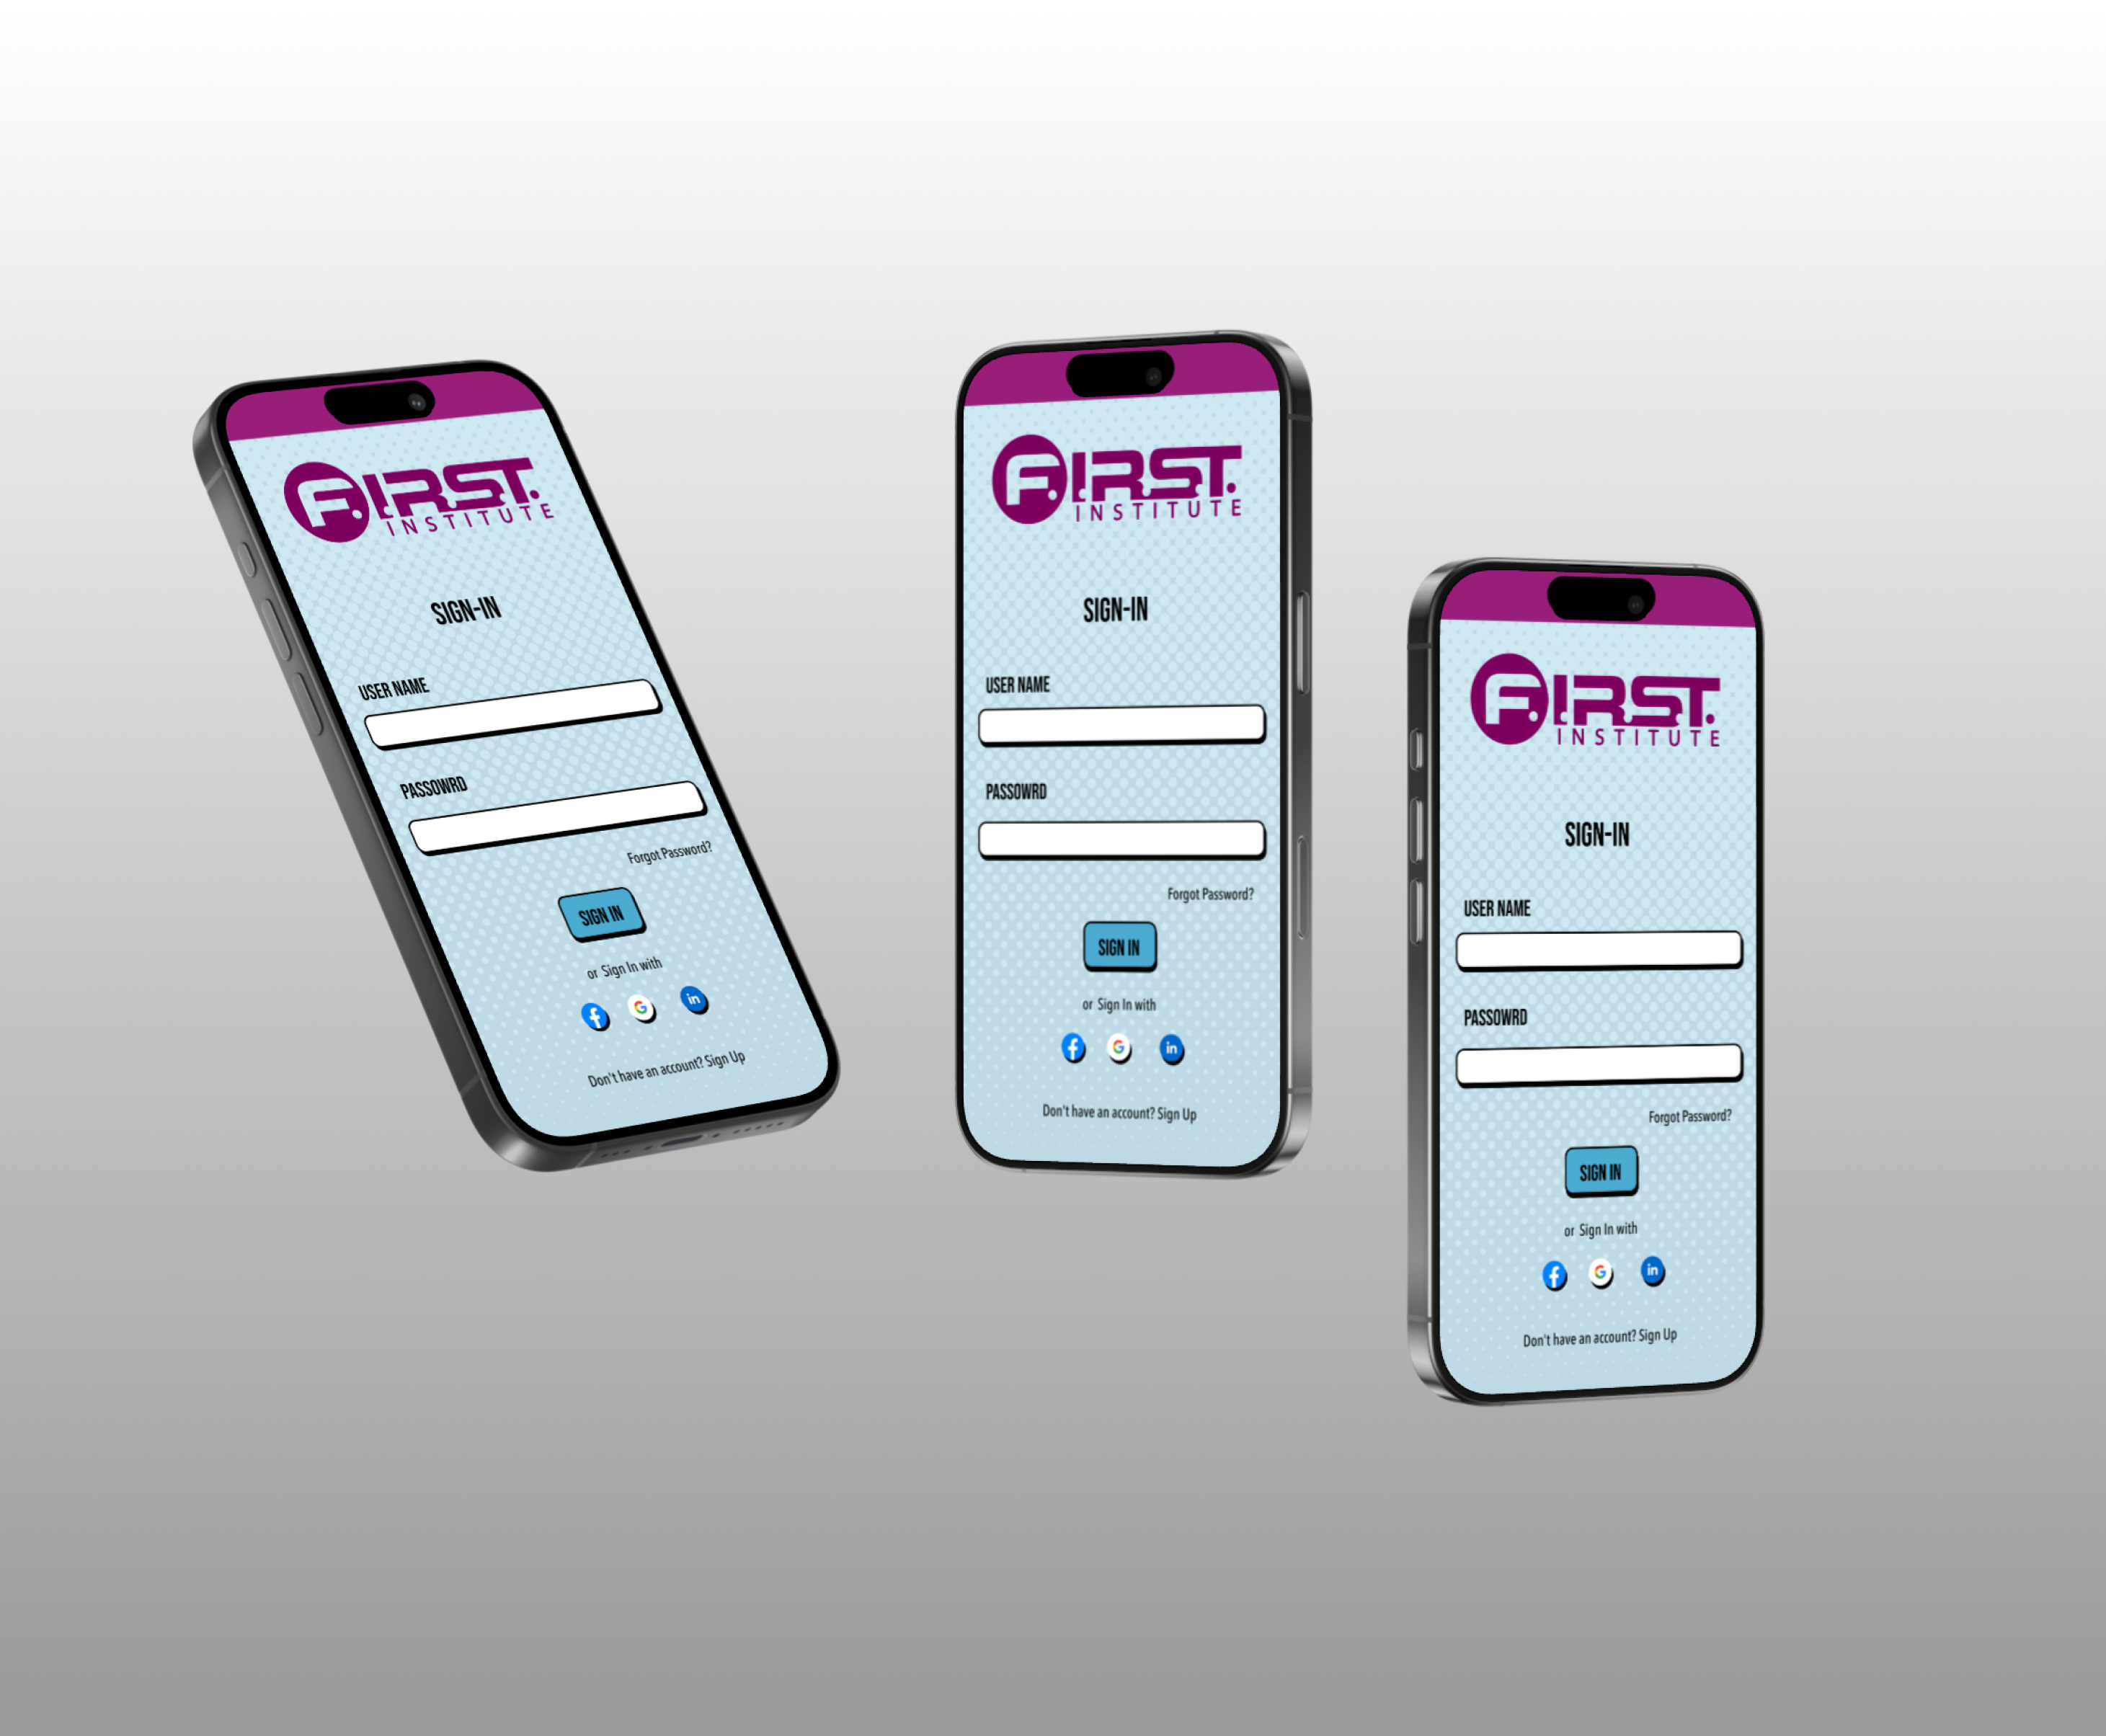 F.I.R.S.T.
INSTITUTE
SIGN-IN
USER NAME
PASSOWRD
Forgot Password?
SIGN IN
or Sign In with
f G in
Don't have an account? Sign Up
F.I.R.S.T.
INSTITUTE
SIGN-IN
USER NAME
PASSOWRD
Forgot Password?
SIGN IN
or Sign In with
f G in
Don't have an account? Sign Up
F.I.R.S.T.
INSTITUTE
SIGN-IN
USER NAME
PASSOWRD
Forgot Password?
SIGN IN
or Sign In with
f G in
Don't have an account? Sign Up